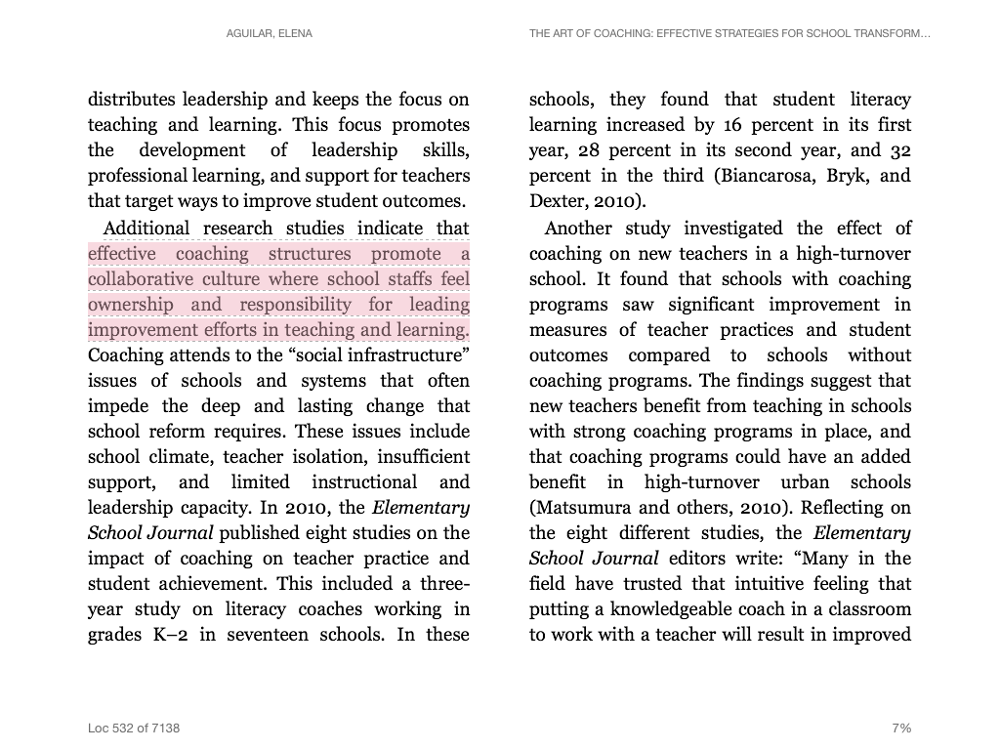 AGUILAR, ELENA
THE ART OF COACHING: EFFECTIVE STRATEGIES FOR SCHOOL TRANSFORM…
distributes leadership and keeps the focus on
teaching and learning. This focus promotes
the development of leadership skills,
professional learning, and support for teachers
that target ways to improve student outcomes.
Additional research studies indicate that
effective coaching structures promote a
collaborative culture where school staffs feel
ownership and responsibility for leading
improvement efforts in teaching and learning.
Coaching attends to the “social infrastructure”
issues of schools and systems that often
impede the deep and lasting change that
school reform requires. These issues include
school climate, teacher isolation, insufficient
support, and limited instructional and
leadership capacity. In 2010, the Elementary
School Journal published eight studies on the
impact of coaching on teacher practice and
student achievement. This included a three-
year study on literacy coaches working in
grades K–2 in seventeen schools. In these
schools, they found that student literacy
learning increased by 16 percent in its first
year, 28 percent in its second year, and 32
percent in the third (Biancarosa, Bryk, and
Dexter, 2010).
Another study investigated the effect of
coaching on new teachers in a high-turnover
school. It found that schools with coaching
programs saw significant improvement in
measures of teacher practices and student
outcomes compared to schools without
coaching programs. The findings suggest that
new teachers benefit from teaching in schools
with strong coaching programs in place, and
that coaching programs could have an added
benefit in high-turnover urban schools
(Matsumura and others, 2010). Reflecting on
the eight different studies, the Elementary
School Journal editors write: “Many in the
field have trusted that intuitive feeling that
putting a knowledgeable coach in a classroom
to work with a teacher will result in improved
Loc 532 of 7138
7%